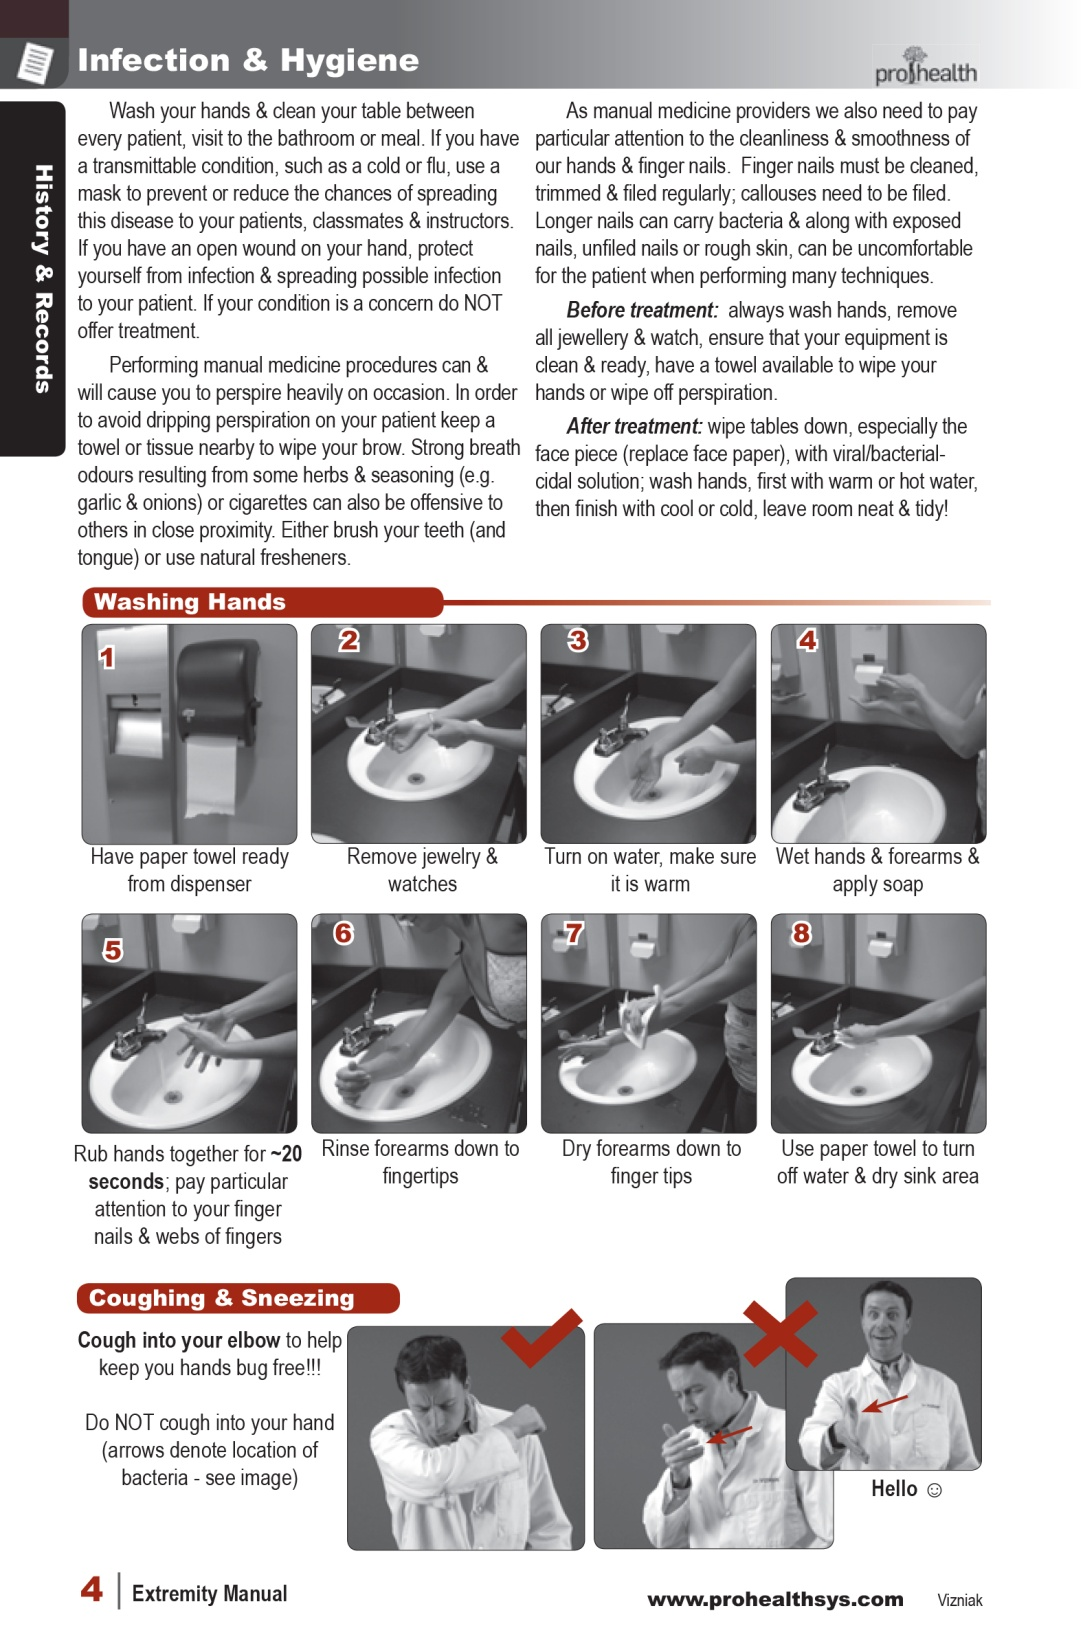 Infection & Hygiene
prohealth
History & Records
Wash your hands & clean your table between
every patient, visit to the bathroom or meal. If you have
a transmittable condition, such as a cold or flu, use a
mask to prevent or reduce the chances of spreading
this disease to your patients, classmates & instructors.
If you have an open wound on your hand, protect
yourself from infection & spreading possible infection
to your patient. If your condition is a concern do NOT
offer treatment.
Performing manual medicine procedures can &
will cause you to perspire heavily on occasion. In order
to avoid dripping perspiration on your patient keep a
towel or tissue nearby to wipe your brow. Strong breath
odours resulting from some herbs & seasoning (e.g.
garlic & onions) or cigarettes can also be offensive to
others in close proximity. Either brush your teeth (and
tongue) or use natural fresheners.
As manual medicine providers we also need to pay
particular attention to the cleanliness & smoothness of
our hands & finger nails. Finger nails must be cleaned,
trimmed & filed regularly; callouses need to be filed.
Longer nails can carry bacteria & along with exposed
nails, unfiled nails or rough skin, can be uncomfortable
for the patient when performing many techniques.
Before treatment: always wash hands, remove
all jewellery & watch, ensure that your equipment is
clean & ready, have a towel available to wipe your
hands or wipe off perspiration.
After treatment: wipe tables down, especially the
face piece (replace face paper), with viral/bacterial-
cidal solution; wash hands, first with warm or hot water,
then finish with cool or cold, leave room neat & tidy!
Washing Hands
1
Have paper towel ready
from dispenser
2
Remove jewelry &
watches
3
Turn on water, make sure
it is warm
4
Wet hands & forearms &
apply soap
5
Rub hands together for ~20
seconds; pay particular
attention to your finger
nails & webs of fingers
6
Rinse forearms down to
fingertips
7
Dry forearms down to
finger tips
8
Use paper towel to turn
off water & dry sink area
Coughing & Sneezing
Cough into your elbow to help
keep you hands bug free!!!
Do NOT cough into your hand
(arrows denote location of
bacteria - see image)
Hello ☺
4 | Extremity Manual
www.prohealthsys.com Vizniak